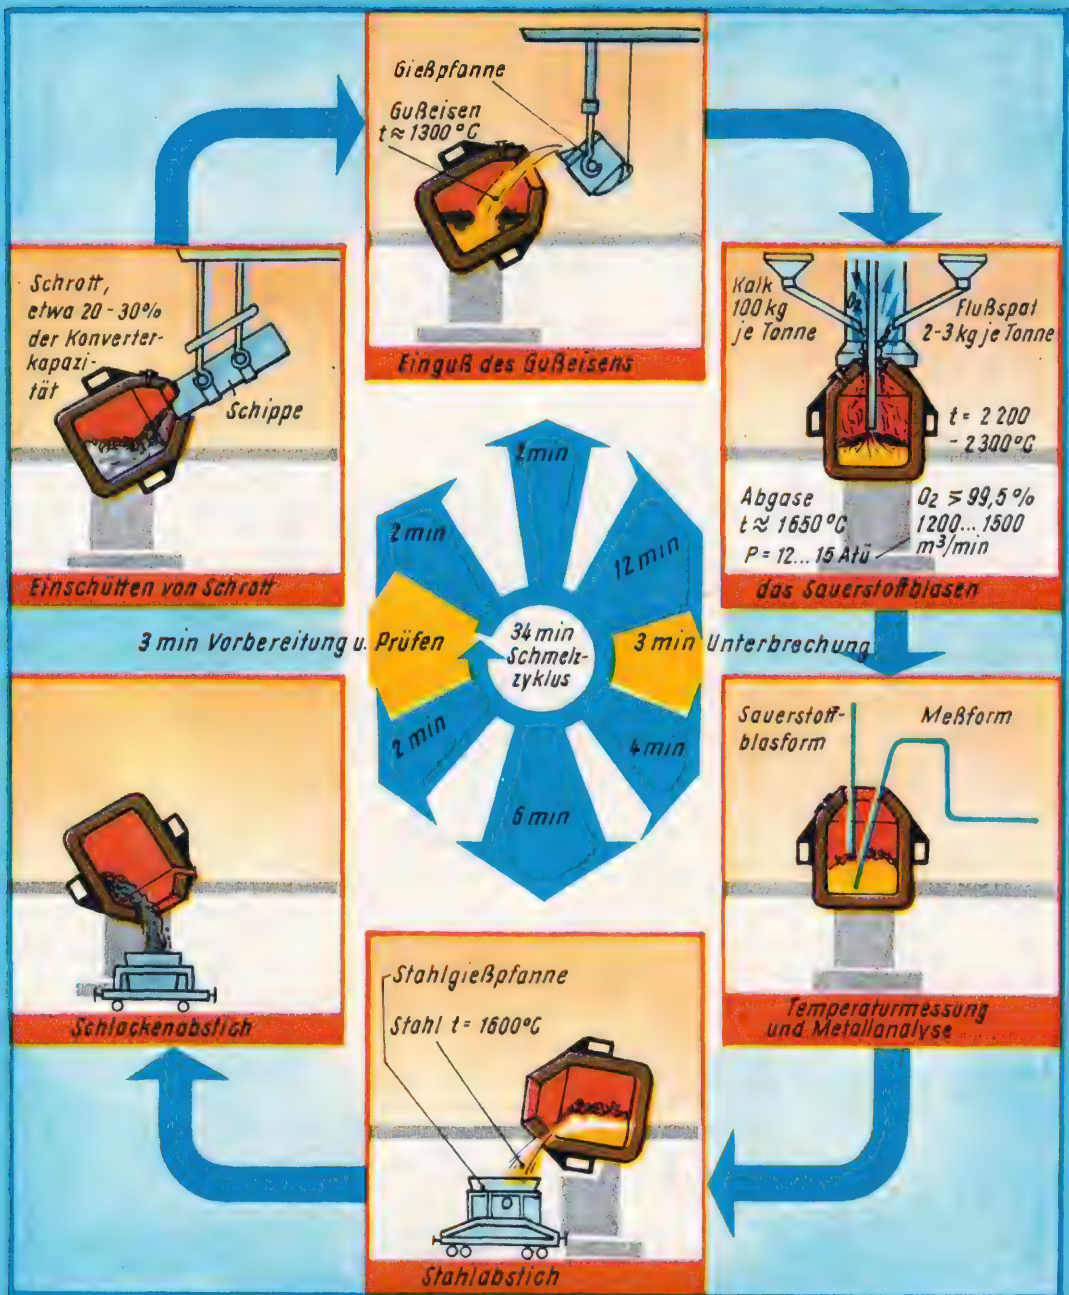 Gießpfanne
Gußeisen
t ≈ 1300 °C
Einguß des Gußeisens
Schrott,
etwa 20 - 30%
der Konverter-
kapazi-
tät
Schippe
Einschütten von Schrott
Kalk
100 kg
je Tonne
O₂
Flußspat
2-3 kg je Tonne
t = 2 200
- 2 300°C
Abgase
t ≈ 1650°C
P = 12... 15 Atü
O₂ ≶ 99,5 %
1200... 1500
m³/min
das Sauerstoffblasen
2 min
2 min
12 min
3 min Vorbereitung u. Prüfen
34 min
Schmelz-
zyklus
3 min Unterbrechung
2 min
4 min
6 min
Sauerstoff-
blasform
Meßform
Temperaturmessung
und Metallanalyse
Schlackenabstich
Stahlgießpfanne
Stahl t = 1600°C
Stahlabstich